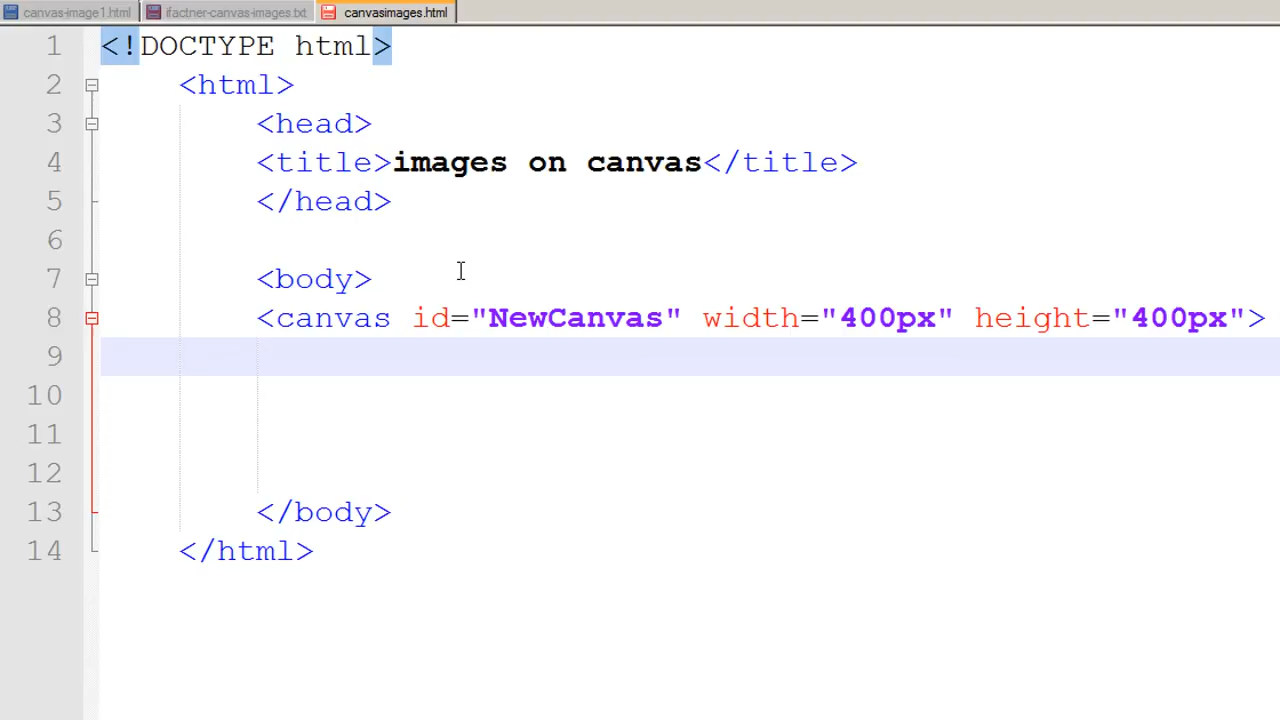 canvas-image1.html ifactner-canvas-images.txt canvasimages.html
1 <!DOCTYPE html>
2 <html>
3 <head>
4 <title>images on canvas</title>
5 </head>
6
7 <body>
8 <canvas id="NewCanvas" width="400px" height="400px">
9
10
11
12
13 </body>
14 </html>